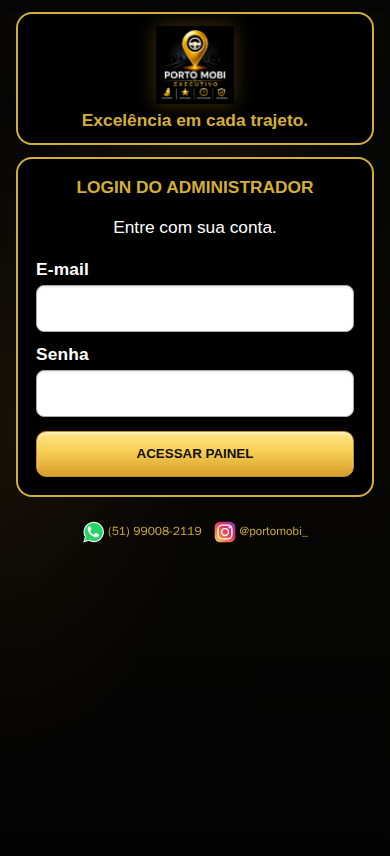 PORTO MOBI
EXECUTIVO
Excelência em cada trajeto.
LOGIN DO ADMINISTRADOR
Entre com sua conta.
E-mail
Senha
ACESSAR PAINEL
(51) 99008-2119 @portomobi_